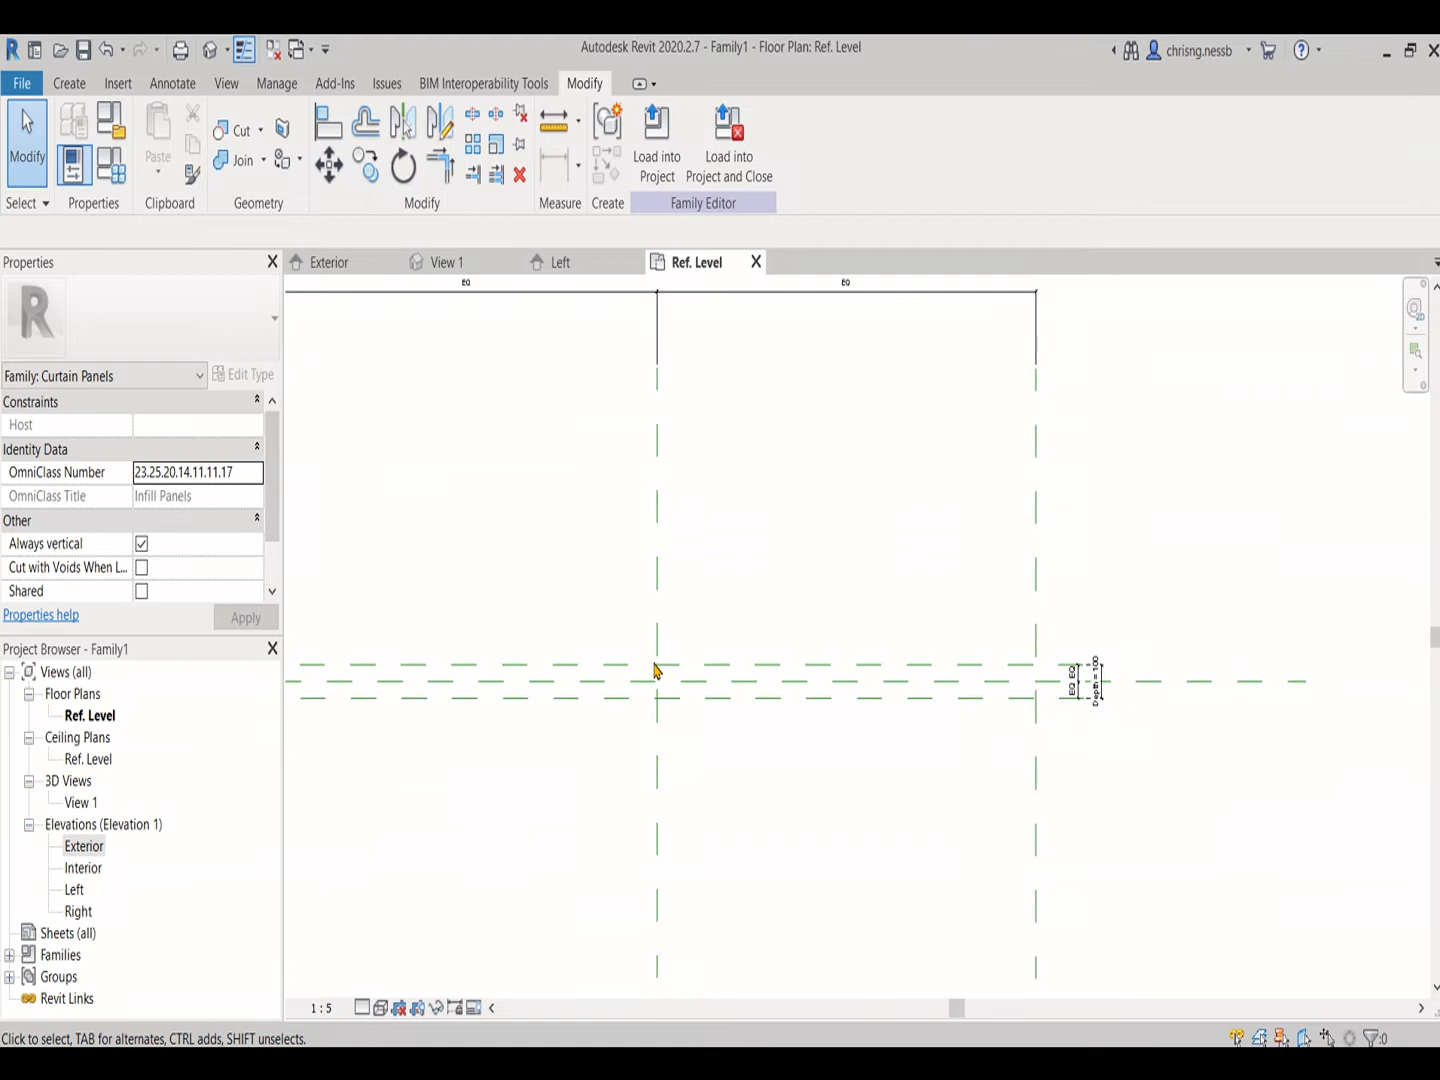 Autodesk Revit 2020.2.7 - Family1 - Floor Plan: Ref. Level
chrisng.nessb
File Create Insert Annotate View Manage Add-Ins Issues BIM Interoperability Tools Modify
Modify
Paste
Cut
Join
Load into Project
Load into Project and Close
Select Properties Clipboard Geometry Modify Measure Create Family Editor
Properties
Exterior View 1 Left Ref. Level
EQ EQ
Family: Curtain Panels
Edit Type
Constraints
Host
Identity Data
OmniClass Number 23.25.20.14.11.11.17
OmniClass Title Infill Panels
Other
Always vertical
Cut with Voids When L...
Shared
Properties help Apply
Project Browser - Family1
Views (all)
Floor Plans
Ref. Level
Ceiling Plans
Ref. Level
3D Views
View 1
Elevations (Elevation 1)
Exterior
Interior
Left
Right
Sheets (all)
Families
Groups
Revit Links
EQ EQ
Depth = 100
1 : 5
Click to select, TAB for alternates, CTRL adds, SHIFT unselects.
:0